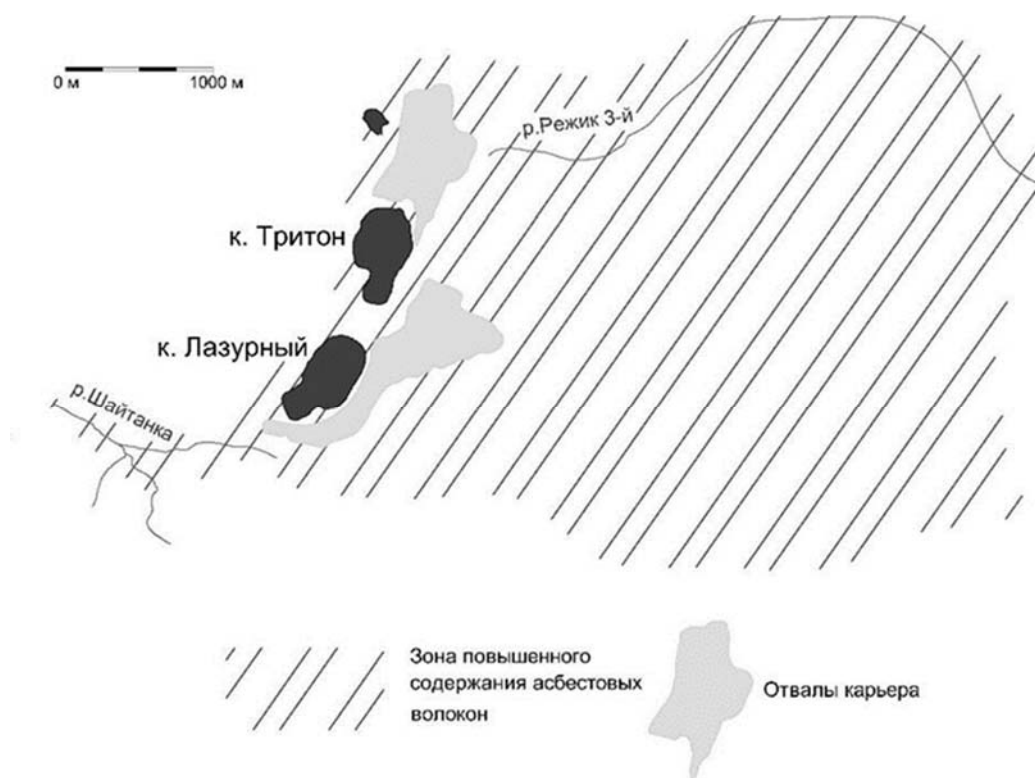 0 м 1000 м
р.Режик 3-й
к. Тритон
к. Лазурный
р.Шайтанка
Зона повышенного
содержания асбестовых
волокон
Отвалы карьера